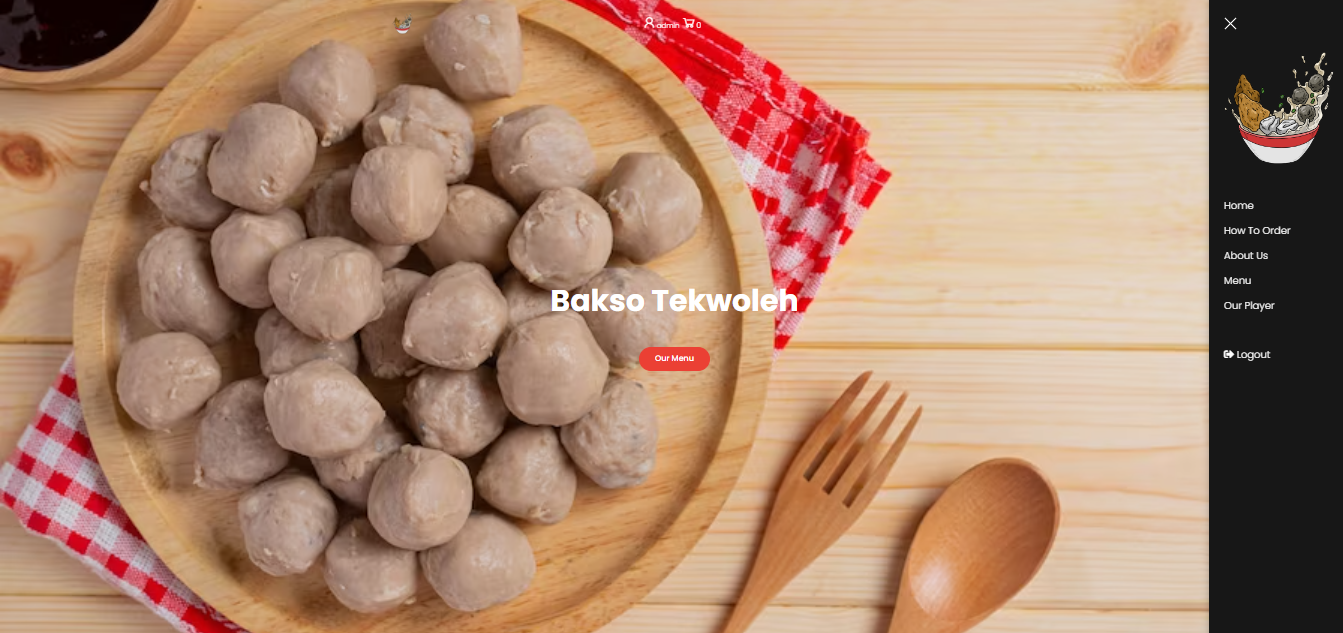 admin 0
Bakso Tekwoleh
Our Menu
Home
How To Order
About Us
Menu
Our Player
Logout